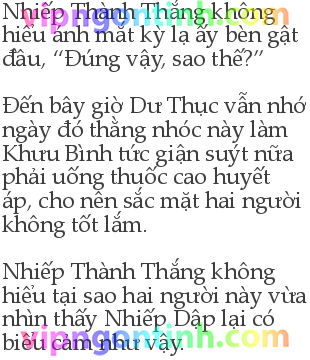 Nhiếp Thành Thắng không
hiểu ánh mắt kỳ lạ ấy bèn gật
đầu, “Đúng vậy, sao thế?”
Đến bây giờ Dư Thục vẫn nhớ
ngày đó thằng nhóc này làm
Khưu Bình tức giận suýt nữa
phải uống thuốc cao huyết
áp, cho nên sắc mặt hai người
không tốt lắm.
Nhiếp Thành Thắng không
hiểu tại sao hai người này vừa
nhìn thấy Nhiếp Dập lại có
biểu cảm như vậy.
vipngontinh.com
vipngontinh.com